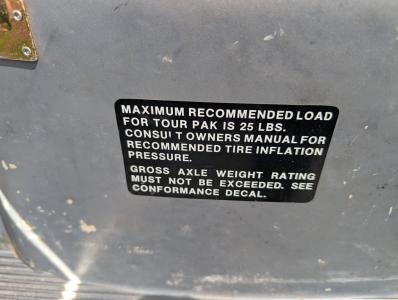 MAXIMUM RECOMMENDED LOAD
FOR TOUR PAK IS 25 LBS.
CONSULT OWNERS MANUAL FOR
RECOMMENDED TIRE INFLATION
PRESSURE.
GROSS AXLE WEIGHT RATING
MUST NOT BE EXCEEDED. SEE
CONFORMANCE DECAL.